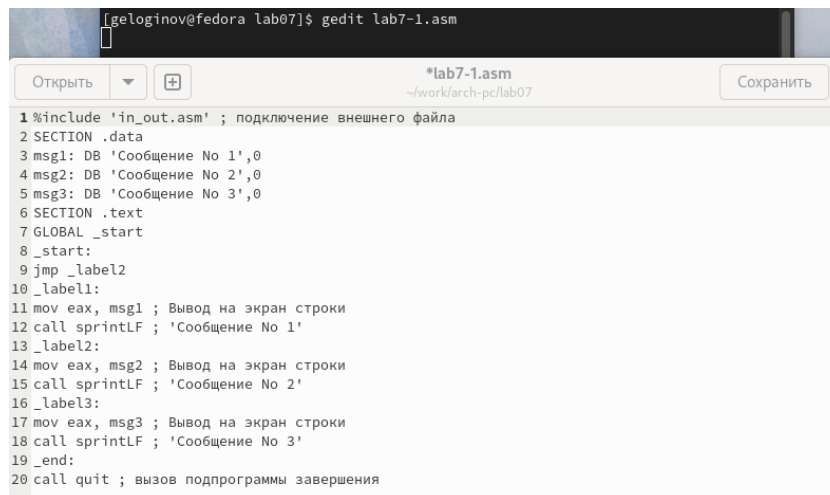 [geloginov@fedora lab07]$ gedit lab7-1.asm
Открыть
*lab7-1.asm
~/work/arch-pc/lab07
Сохранить
1 %include 'in_out.asm' ; подключение внешнего файла
2 SECTION .data
3 msg1: DB 'Сообщение No 1',0
4 msg2: DB 'Сообщение No 2',0
5 msg3: DB 'Сообщение No 3',0
6 SECTION .text
7 GLOBAL _start
8 _start:
9 jmp _label2
10 _label1:
11 mov eax, msg1 ; Вывод на экран строки
12 call sprintLF ; 'Сообщение No 1'
13 _label2:
14 mov eax, msg2 ; Вывод на экран строки
15 call sprintLF ; 'Сообщение No 2'
16 _label3:
17 mov eax, msg3 ; Вывод на экран строки
18 call sprintLF ; 'Сообщение No 3'
19 _end:
20 call quit ; вызов подпрограммы завершения